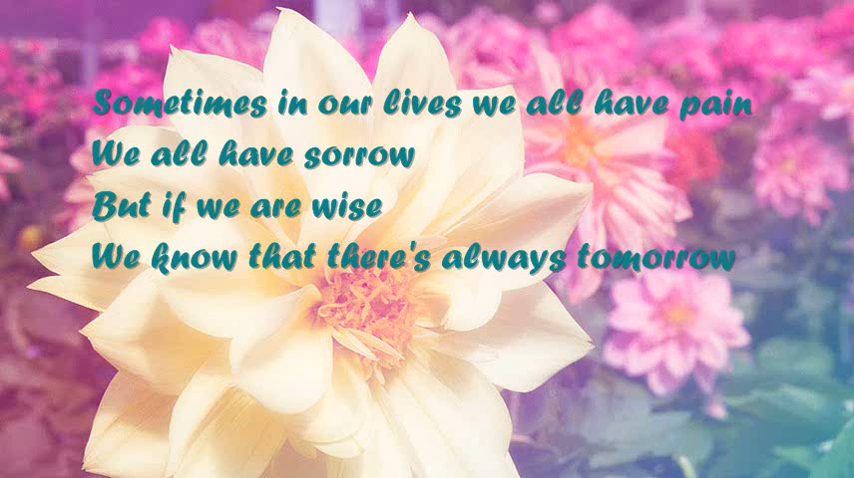 Sometimes in our lives we all have pain
We all have sorrow
But if we are wise
We know that there's always tomorrow